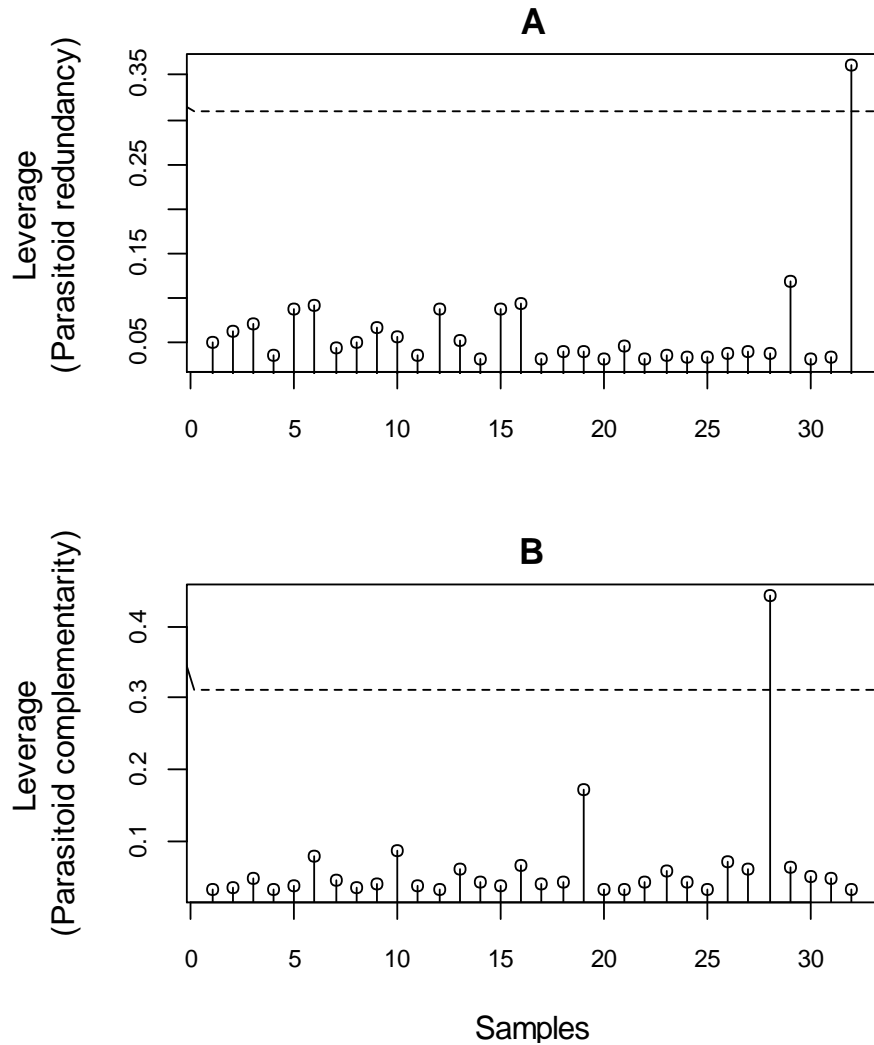 A
Leverage
(Parasitoid redundancy)
0.35
0.25
0.15
0.05
0 5 10 15 20 25 30
B
Leverage
(Parasitoid complementarity)
0.4
0.3
0.2
0.1
0 5 10 15 20 25 30
Samples